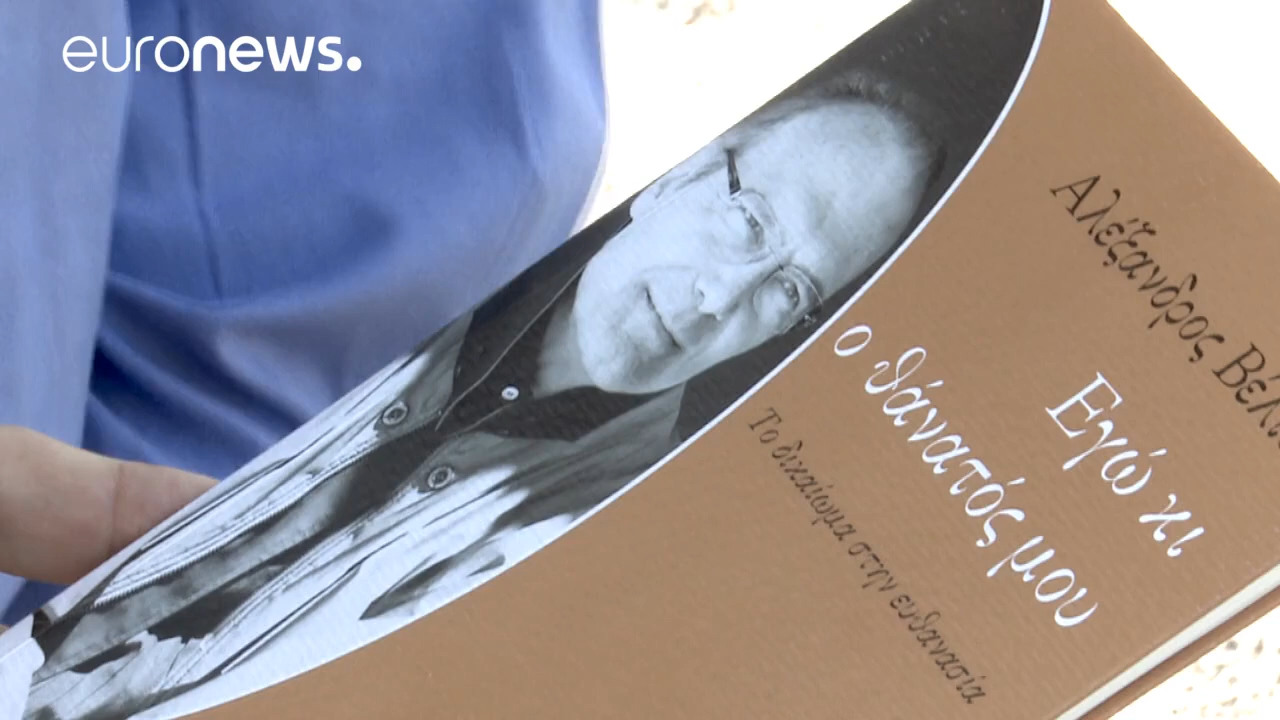 euronews.
Αλέξανδρος
Εγώ κι
ο θάνατός μου
Το δικαίωμα στην ευθανασία